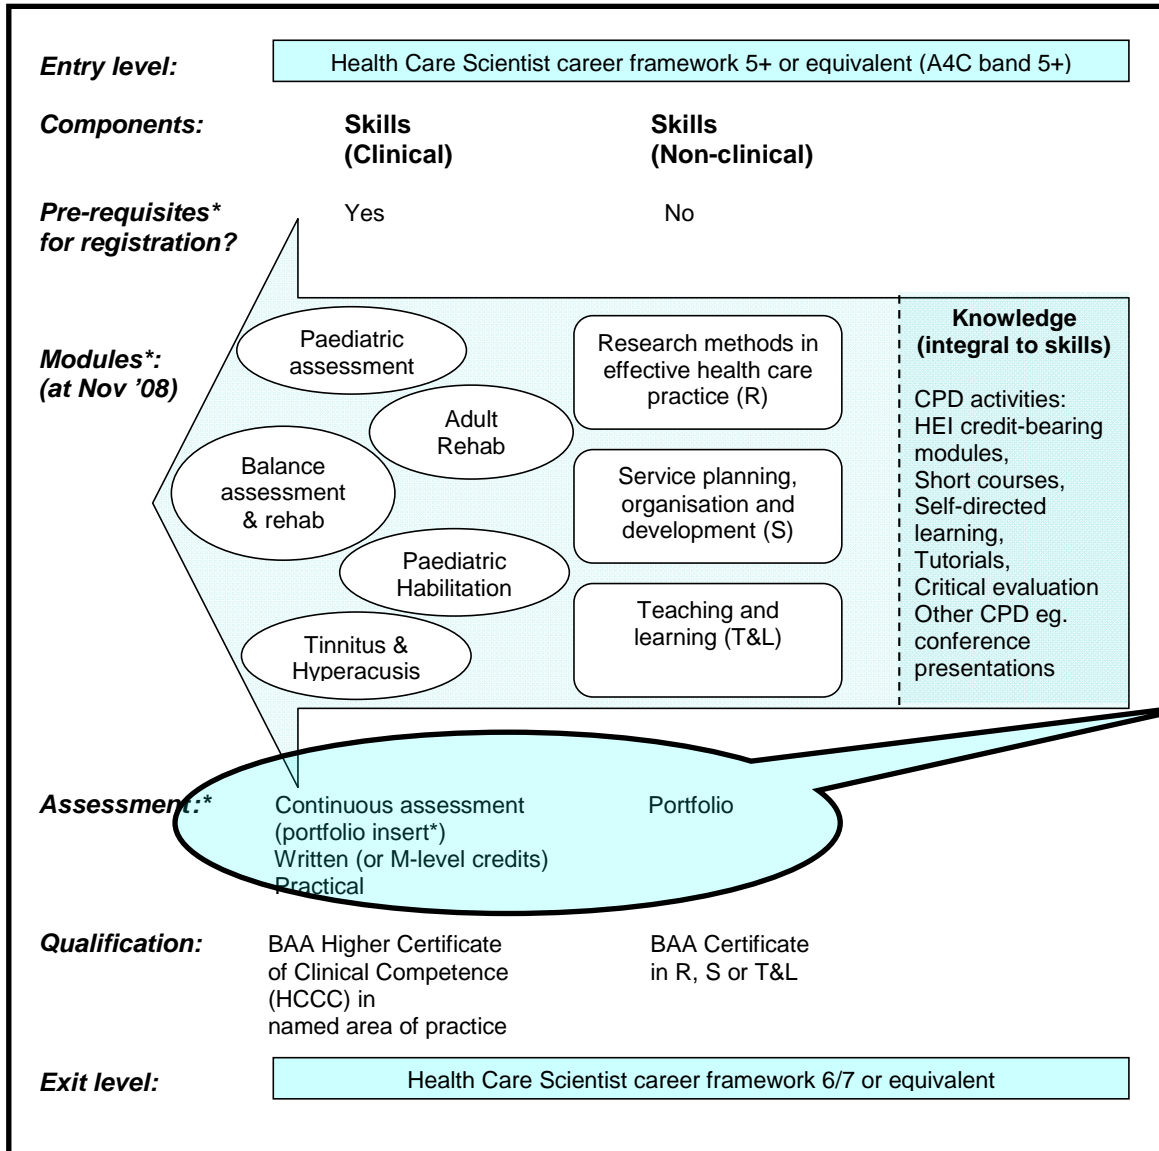 Entry level:
Health Care Scientist career framework 5+ or equivalent (A4C band 5+)
Components:
Skills
(Clinical)
Skills
(Non-clinical)
Pre-requisites*
for registration?
Yes
No
Modules*:
(at Nov ’08)
Paediatric
assessment
Adult
Rehab
Balance
assessment
& rehab
Paediatric
Habilitation
Tinnitus &
Hyperacusis
Research methods in
effective health care
practice (R)
Service planning,
organisation and
development (S)
Teaching and
learning (T&L)
Knowledge
(integral to skills)
CPD activities:
HEI credit-bearing
modules,
Short courses,
Self-directed
learning,
Tutorials,
Critical evaluation
Other CPD eg.
conference
presentations
Assessment:*
Continuous assessment
(portfolio insert*)
Written (or M-level credits)
Practical
Portfolio
Qualification:
BAA Higher Certificate
of Clinical Competence
(HCCC) in
named area of practice
BAA Certificate
in R, S or T&L
Exit level:
Health Care Scientist career framework 6/7 or equivalent